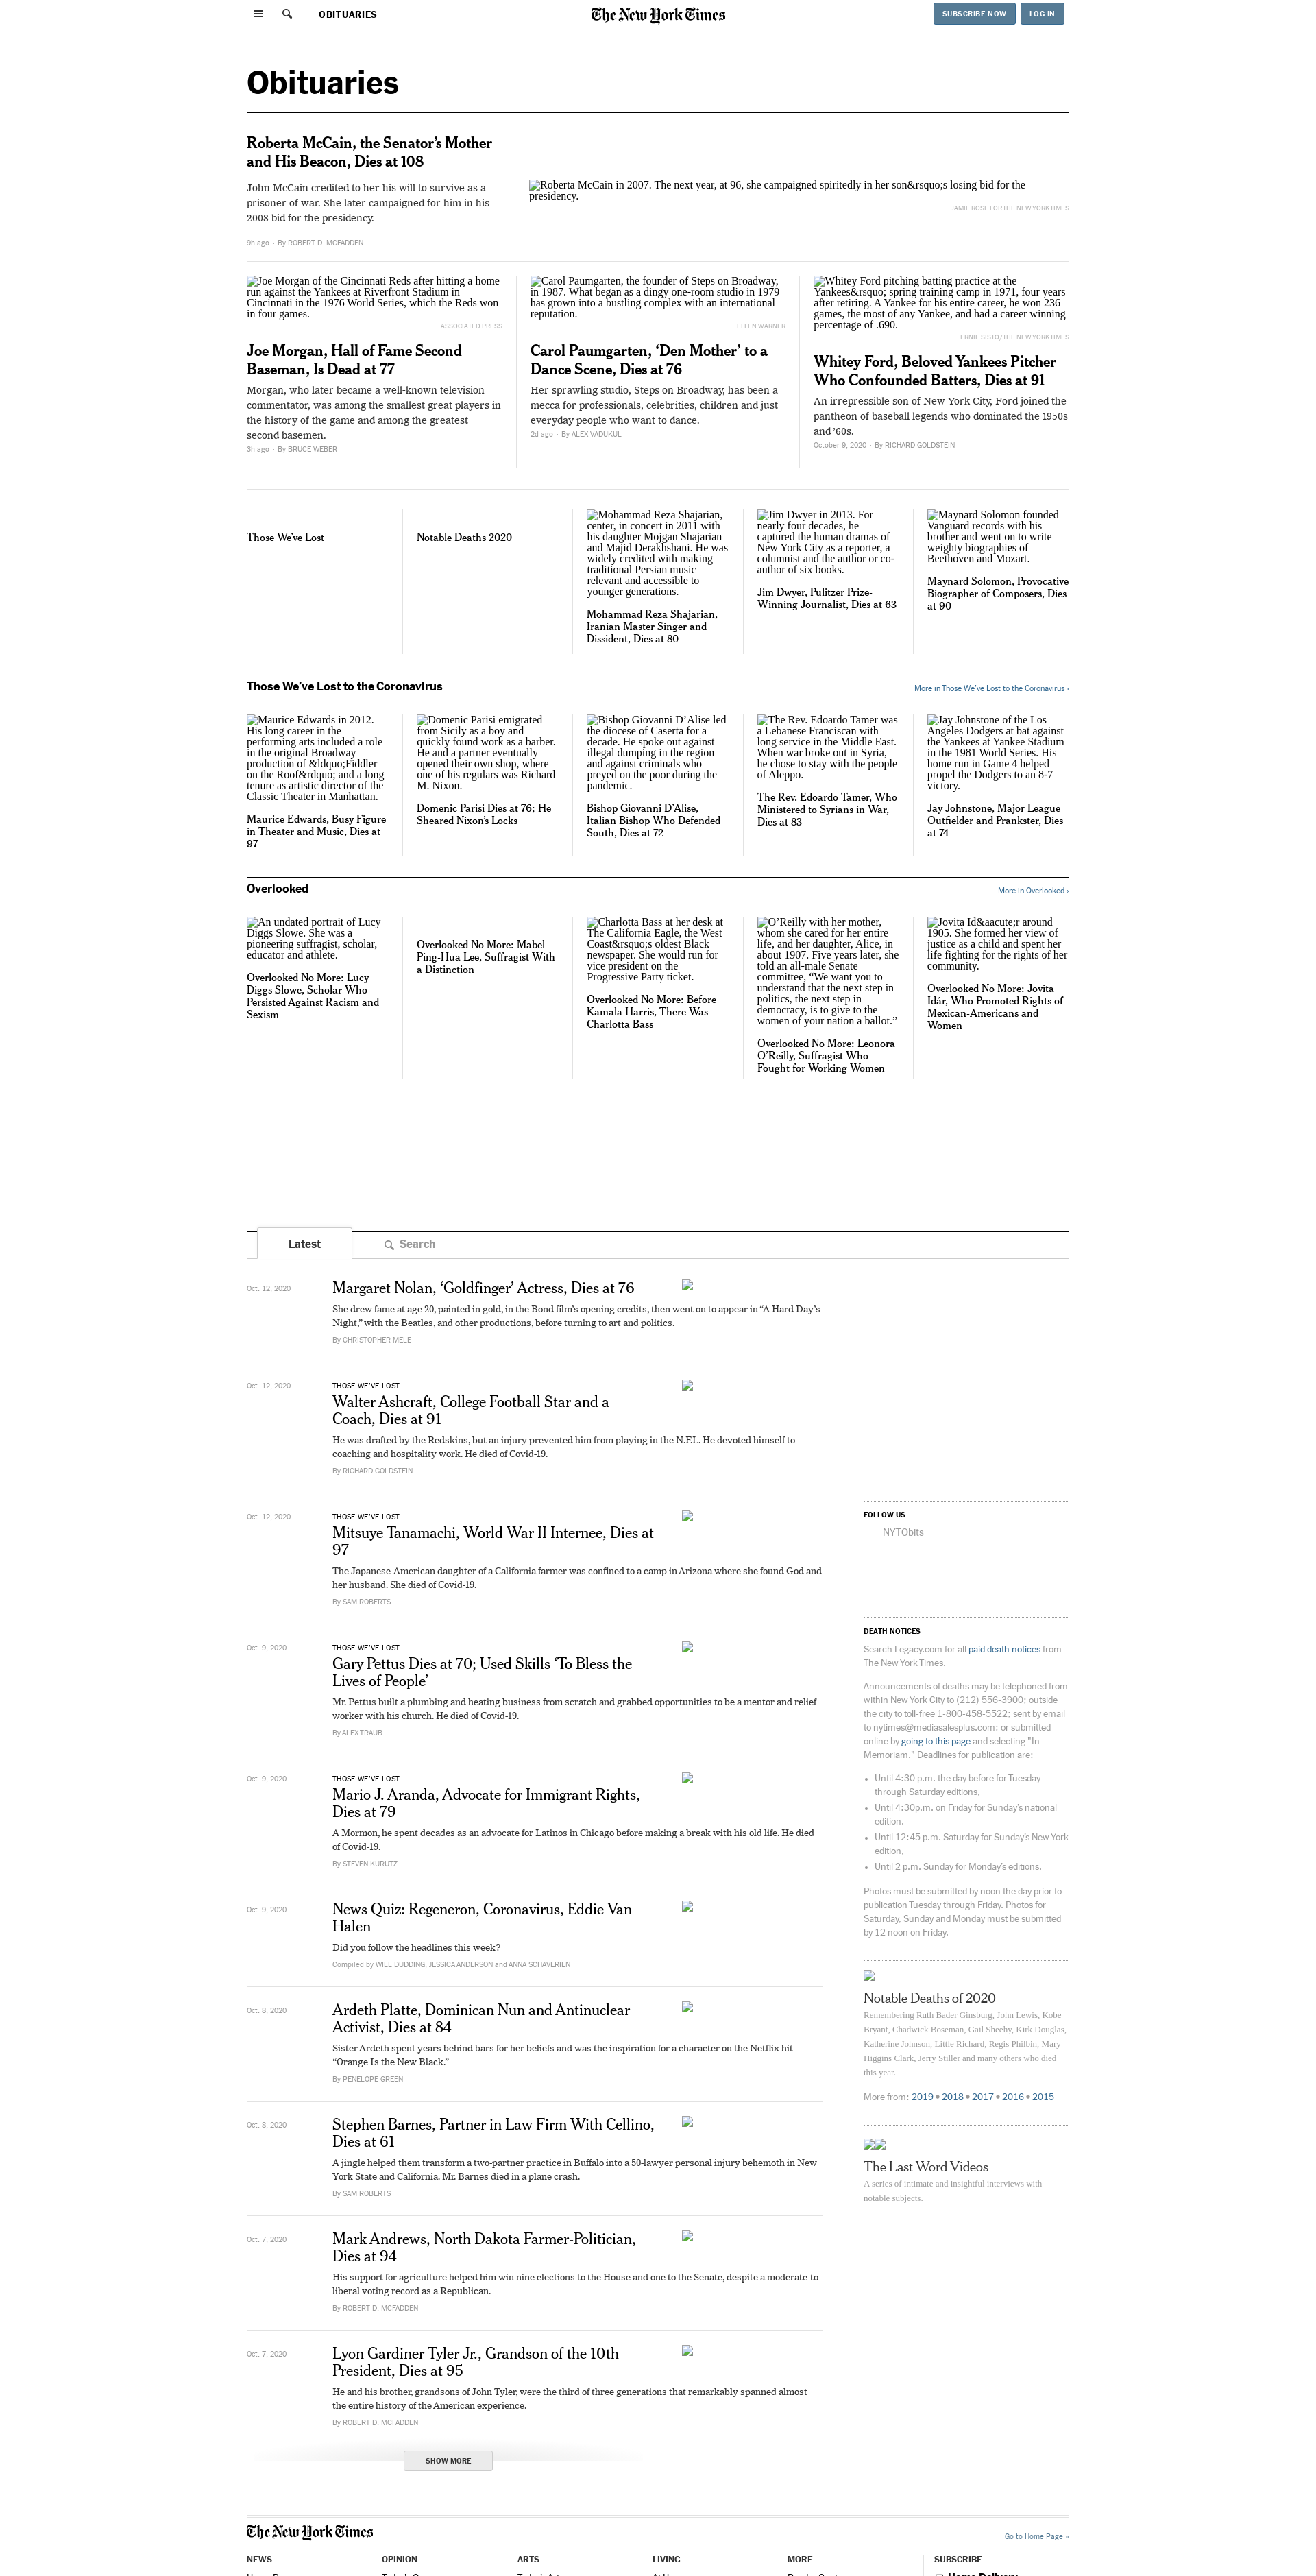 OBITUARIES
The New York Times
SUBSCRIBE NOW
LOG IN
Obituaries
Roberta McCain, the Senator's Mother
and His Beacon, Dies at 108
John McCain credited to her his will to survive as a
prisoner of war. She later campaigned for him in his
2008 bid for the presidency.
9h ago • By ROBERT D. MCFADDEN
Roberta McCain in 2007. The next year, at 96, she campaigned spiritedly in her son&rsquo;s losing bid for the
presidency.
JAMIE ROSE FOR THE NEW YORK TIMES
Joe Morgan of the Cincinnati Reds after hitting a home
run against the Yankees at Riverfront Stadium in
Cincinnati in the 1976 World Series, which the Reds won
in four games.
ASSOCIATED PRESS
Joe Morgan, Hall of Fame Second
Baseman, Is Dead at 77
Morgan, who later became a well-known television
commentator, was among the smallest great players in
the history of the game and among the greatest
second basemen.
3h ago • By BRUCE WEBER
Carol Paumgarten, the founder of Steps on Broadway,
in 1987. What began as a dingy one-room studio in 1979
has grown into a bustling complex with an international
reputation.
ELLEN WARNER
Carol Paumgarten, ‘Den Mother’ to a
Dance Scene, Dies at 76
Her sprawling studio, Steps on Broadway, has been a
mecca for professionals, celebrities, children and just
everyday people who want to dance.
2d ago • By ALEX VADUKUL
Whitey Ford pitching batting practice at the
Yankees&rsquo; spring training camp in 1971, four years
after retiring. A Yankee for his entire career, he won 236
games, the most of any Yankee, and had a career winning
percentage of .690.
ERNIE SISTO/THE NEW YORK TIMES
Whitey Ford, Beloved Yankees Pitcher
Who Confounded Batters, Dies at 91
An irrepressible son of New York City, Ford joined the
pantheon of baseball legends who dominated the 1950s
and ’60s.
October 9, 2020 • By RICHARD GOLDSTEIN
Those We’ve Lost
Notable Deaths 2020
Mohammad Reza Shajarian,
center, in concert in 2011 with
his daughter Mojgan Shajarian
and Majid Derakhshani. He was
widely credited with making
traditional Persian music
relevant and accessible to
younger generations.
Mohammad Reza Shajarian,
Iranian Master Singer and
Dissident, Dies at 80
Jim Dwyer in 2013. For
nearly four decades, he
captured the human dramas of
New York City as a reporter, a
columnist and the author or co-
author of six books.
Jim Dwyer, Pulitzer Prize-
Winning Journalist, Dies at 63
Maynard Solomon founded
Vanguard records with his
brother and went on to write
weighty biographies of
Beethoven and Mozart.
Maynard Solomon, Provocative
Biographer of Composers, Dies
at 90
Those We’ve Lost to the Coronavirus
More in Those We’ve Lost to the Coronavirus ›
Maurice Edwards in 2012.
His long career in the
performing arts included a role
in the original Broadway
production of &ldquo;Fiddler
on the Roof&rdquo; and a long
tenure as artistic director of the
Classic Theater in Manhattan.
Maurice Edwards, Busy Figure
in Theater and Music, Dies at
97
Domenic Parisi emigrated
from Sicily as a boy and
quickly found work as a barber.
He and a partner eventually
opened their own shop, where
one of his regulars was Richard
M. Nixon.
Domenic Parisi Dies at 76; He
Sheared Nixon’s Locks
Bishop Giovanni D’Alise led
the diocese of Caserta for a
decade. He spoke out against
illegal dumping in the region
and against criminals who
preyed on the poor during the
pandemic.
Bishop Giovanni D’Alise,
Italian Bishop Who Defended
South, Dies at 72
The Rev. Edoardo Tamer was
a Lebanese Franciscan with
long service in the Middle East.
When war broke out in Syria,
he chose to stay with the people
of Aleppo.
The Rev. Edoardo Tamer, Who
Ministered to Syrians in War,
Dies at 83
Jay Johnstone of the Los
Angeles Dodgers at bat against
the Yankees at Yankee Stadium
in the 1981 World Series. His
home run in Game 4 helped
propel the Dodgers to an 8-7
victory.
Jay Johnstone, Major League
Outfielder and Prankster, Dies
at 74
Overlooked
More in Overlooked ›
An undated portrait of Lucy
Diggs Slowe. She was a
pioneering suffragist, scholar,
educator and athlete.
Overlooked No More: Lucy
Diggs Slowe, Scholar Who
Persisted Against Racism and
Sexism
Overlooked No More: Mabel
Ping-Hua Lee, Suffragist With
a Distinction
Charlotta Bass at her desk at
The California Eagle, the West
Coast&rsquo;s oldest Black
newspaper. She would run for
vice president on the
Progressive Party ticket.
Overlooked No More: Before
Kamala Harris, There Was
Charlotta Bass
O’Reilly with her mother,
whom she cared for her entire
life, and her daughter, Alice, in
about 1907. Five years later, she
told an all-male Senate
committee, “We want you to
understand that the next step in
politics, the next step in
democracy, is to give to the
women of your nation a ballot.”
Overlooked No More: Leonora
O’Reilly, Suffragist Who
Fought for Working Women
Jovita Id&aacute;r around
1905. She formed her view of
justice as a child and spent her
life fighting for the rights of her
community.
Overlooked No More: Jovita
Idár, Who Promoted Rights of
Mexican-Americans and
Women
Latest
Search
Oct. 12, 2020
Margaret Nolan, ‘Goldfinger’ Actress, Dies at 76
She drew fame at age 20, painted in gold, in the Bond film’s opening credits, then went on to appear in “A Hard Day’s
Night,” with the Beatles, and other productions, before turning to art and politics.
By CHRISTOPHER MELE
Oct. 12, 2020
THOSE WE’VE LOST
Walter Ashcraft, College Football Star and a
Coach, Dies at 91
He was drafted by the Redskins, but an injury prevented him from playing in the N.F.L. He devoted himself to
coaching and hospitality work. He died of Covid-19.
By RICHARD GOLDSTEIN
Oct. 12, 2020
THOSE WE’VE LOST
Mitsuye Tanamachi, World War II Internee, Dies at
97
The Japanese-American daughter of a California farmer was confined to a camp in Arizona where she found God and
her husband. She died of Covid-19.
By SAM ROBERTS
Oct. 9, 2020
THOSE WE’VE LOST
Gary Pettus Dies at 70; Used Skills ‘To Bless the
Lives of People’
Mr. Pettus built a plumbing and heating business from scratch and grabbed opportunities to be a mentor and relief
worker with his church. He died of Covid-19.
By ALEX TRAUB
Oct. 9, 2020
THOSE WE’VE LOST
Mario J. Aranda, Advocate for Immigrant Rights,
Dies at 79
A Mormon, he spent decades as an advocate for Latinos in Chicago before making a break with his old life. He died
of Covid-19.
By STEVEN KURUTZ
Oct. 9, 2020
News Quiz: Regeneron, Coronavirus, Eddie Van
Halen
Did you follow the headlines this week?
Compiled by WILL DUDDING, JESSICA ANDERSON and ANNA SCHAVERIEN
Oct. 8, 2020
Ardeth Platte, Dominican Nun and Antinuclear
Activist, Dies at 84
Sister Ardeth spent years behind bars for her beliefs and was the inspiration for a character on the Netflix hit
“Orange Is the New Black.”
By PENELOPE GREEN
Oct. 8, 2020
Stephen Barnes, Partner in Law Firm With Cellino,
Dies at 61
A jingle helped them transform a two-partner practice in Buffalo into a 50-lawyer personal injury behemoth in New
York State and California. Mr. Barnes died in a plane crash.
By SAM ROBERTS
Oct. 7, 2020
Mark Andrews, North Dakota Farmer-Politician,
Dies at 94
His support for agriculture helped him win nine elections to the House and one to the Senate, despite a moderate-to-
liberal voting record as a Republican.
By ROBERT D. MCFADDEN
Oct. 7, 2020
Lyon Gardiner Tyler Jr., Grandson of the 10th
President, Dies at 95
He and his brother, grandsons of John Tyler, were the third of three generations that remarkably spanned almost
the entire history of the American experience.
By ROBERT D. MCFADDEN
SHOW MORE
FOLLOW US
NYTObits
DEATH NOTICES
Search Legacy.com for all paid death notices from
The New York Times.
Announcements of deaths may be telephoned from
within New York City to (212) 556-3900; outside
the city to toll-free 1-800-458-5522; sent by email
to nytimes@mediasalesplus.com; or submitted
online by going to this page and selecting "In
Memoriam." Deadlines for publication are:
• Until 4:30 p.m. the day before for Tuesday
through Saturday editions.
• Until 4:30p.m. on Friday for Sunday’s national
edition.
• Until 12:45 p.m. Saturday for Sunday’s New York
edition.
• Until 2 p.m. Sunday for Monday’s editions.
Photos must be submitted by noon the day prior to
publication Tuesday through Friday. Photos for
Saturday, Sunday and Monday must be submitted
by 12 noon on Friday.
Notable Deaths of 2020
Remembering Ruth Bader Ginsburg, John Lewis, Kobe
Bryant, Chadwick Boseman, Gail Sheehy, Kirk Douglas,
Katherine Johnson, Little Richard, Regis Philbin, Mary
Higgins Clark, Jerry Stiller and many others who died
this year.
More from: 2019 • 2018 • 2017 • 2016 • 2015
The Last Word Videos
A series of intimate and insightful interviews with
notable subjects.
The New York Times
Go to Home Page »
NEWS
OPINION
ARTS
LIVING
MORE
SUBSCRIBE